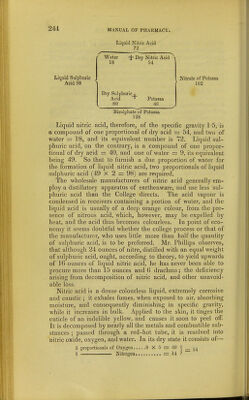 244
MANUAL OF PHARMACY.
Liquid Nitric Acid
72
Water + Dry Nitric Acid
18 54
Liquid Sulphuric
Acid 98
Nitrate of Potassa
102
Dry Sulphuric +
Acid Potassa
80 48
Bisulphate of Potassa
128
Liquid nitric acid, therefore, of the specific gravity 1·5, is
a compound of one proportional of dry acid = 54, and two of
water = 18, and its equivalent number is 72. Liquid sul-
phuric acid, on the contrary, is a compound of one propor-
tional of dry acid = 40, and one of water = 9, its equivalent
being 49. So that to furnish a due proportion of water for
the formation of liquid nitric acid, two proportionals of liquid
sulphuric acid (49 × 2 = 98) are required.
The wholesale manufacturers of nitric acid generally em-
ploy a distillatory apparatus of earthenware, and use less sul-
phuric acid than the College directs. The acid vapour is
condensed in receivers containing a portion of water, and the
liquid acid is usually of a deep orange colour, from the pre-
sence of nitrous acid, which, however, may be expelled by
heat, and the acid thus becomes colourless. In point of eco-
nomy it seems doubtful whether the college process or that of
the manufacturer, who uses little more than half the quantity
of sulphuric acid, is to be preferred. Mr. Phillips observes,
that although 24 ounces of nitre, distilled with an equal weight
of sulphuric acid, ought, according to theory, to yield upwards
of 16 ounces of liquid nitric acid, he has never been able to
procure more than 15 ounces and 6 drachms; the deficiency
arising from decomposition of nitric acid, and other unavoid-
able loss.
Nitric acid is a dense colourless liquid, extremely corrosive
and caustic; it exhales fumes, when exposed to air, absorbing
moisture, and consequently diminishing in specific gravity,
while it increases in bulk. Applied to the skin, it tinges the
cuticle of an indelible yellow, and causes it soon to peel off.
It is decomposed by nearly all the metals and combustible sub-
stances; passed through a red-hot tube, it is resolved into
nitric oxide, oxygen, and water. In its dry state it consists of—
5 proportionals of Oxygen......8 × 5 = 40 } = 54
1 Nitrogen............ = 14